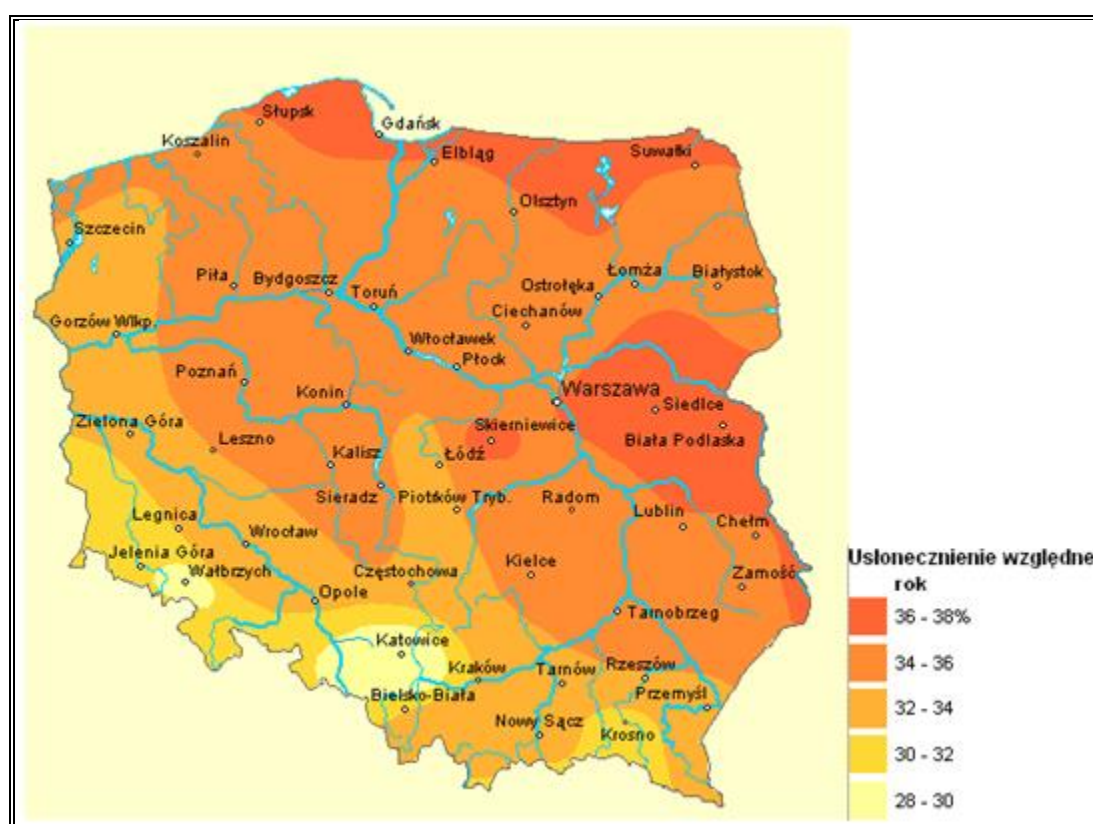 Słupsk
Gdańsk
Koszalin
Elbląg
Suwałki
Olsztyn
Szczecin
Piła
Bydgoszcz
Toruń
Ostrołęka
Łomża
Białystok
Ciechanów
Gorzów Wlkp.
Włocławek
Płock
Poznań
Konin
Warszawa
Siedlce
Zielona Góra
Leszno
Skierniewice
Biała Podlaska
Kalisz
Łódź
Sieradz
Piotrków Tryb.
Radom
Lublin
Chełm
Legnica
Wrocław
Jelenia Góra
Wałbrzych
Częstochowa
Kielce
Zamość
Opole
Tarnobrzeg
Katowice
Kraków
Tarnów
Rzeszów
Bielsko-Biała
Przemyśl
Nowy Sącz
Krosno
Usłonecznienie względne
rok
36 - 38%
34 - 36
32 - 34
30 - 32
28 - 30